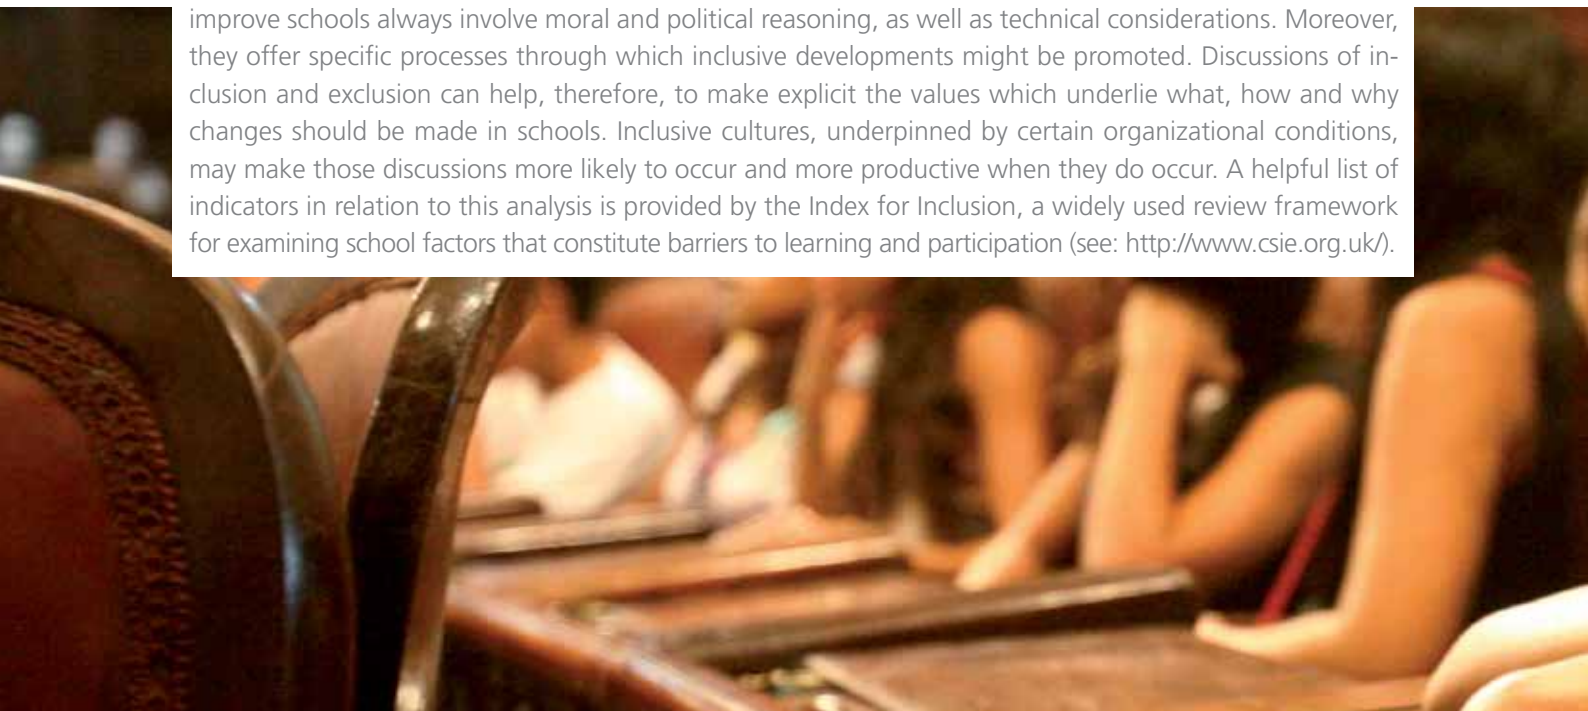 improve schools always involve moral and political reasoning, as well as technical considerations. Moreover,
they offer specific processes through which inclusive developments might be promoted. Discussions of in-
clusion and exclusion can help, therefore, to make explicit the values which underlie what, how and why
changes should be made in schools. Inclusive cultures, underpinned by certain organizational conditions,
may make those discussions more likely to occur and more productive when they do occur. A helpful list of
indicators in relation to this analysis is provided by the Index for Inclusion, a widely used review framework
for examining school factors that constitute barriers to learning and participation (see: http://www.csie.org.uk/).